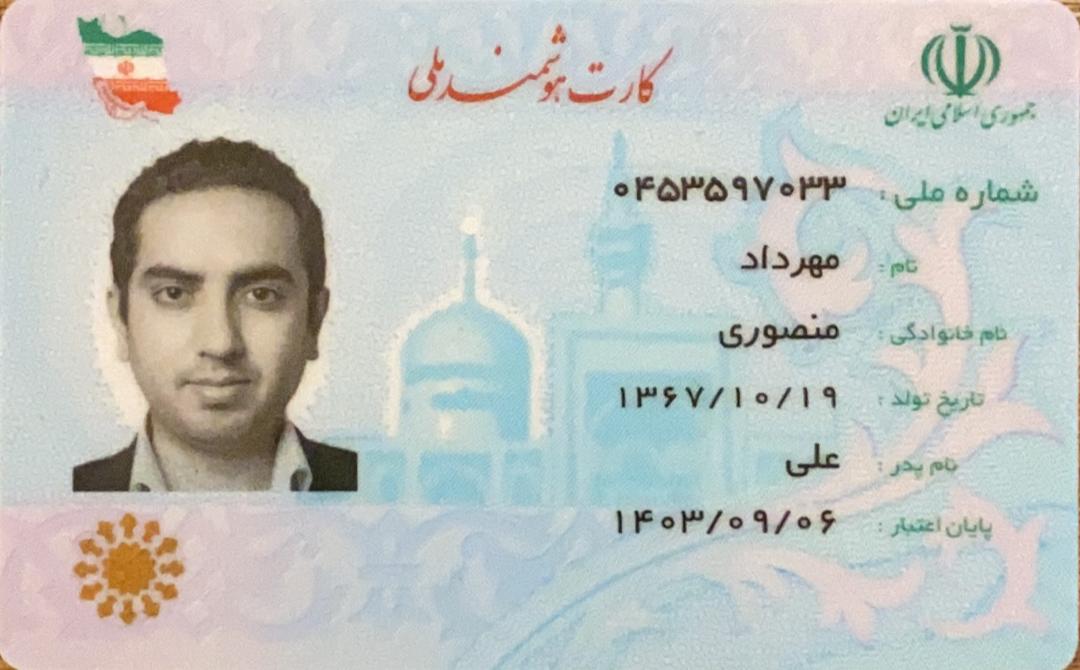 کارت هوشمند ملی
جمهوری اسلامی ایران
شماره ملی : ۰۴۵۳۵۹۷۰۳۳
نام : مهرداد
نام خانوادگی : منصوری
تاریخ تولد : ۱۳۶۷/۱۰/۱۹
نام پدر : علی
پایان اعتبار : ۱۴۰۳/۰۹/۰۶